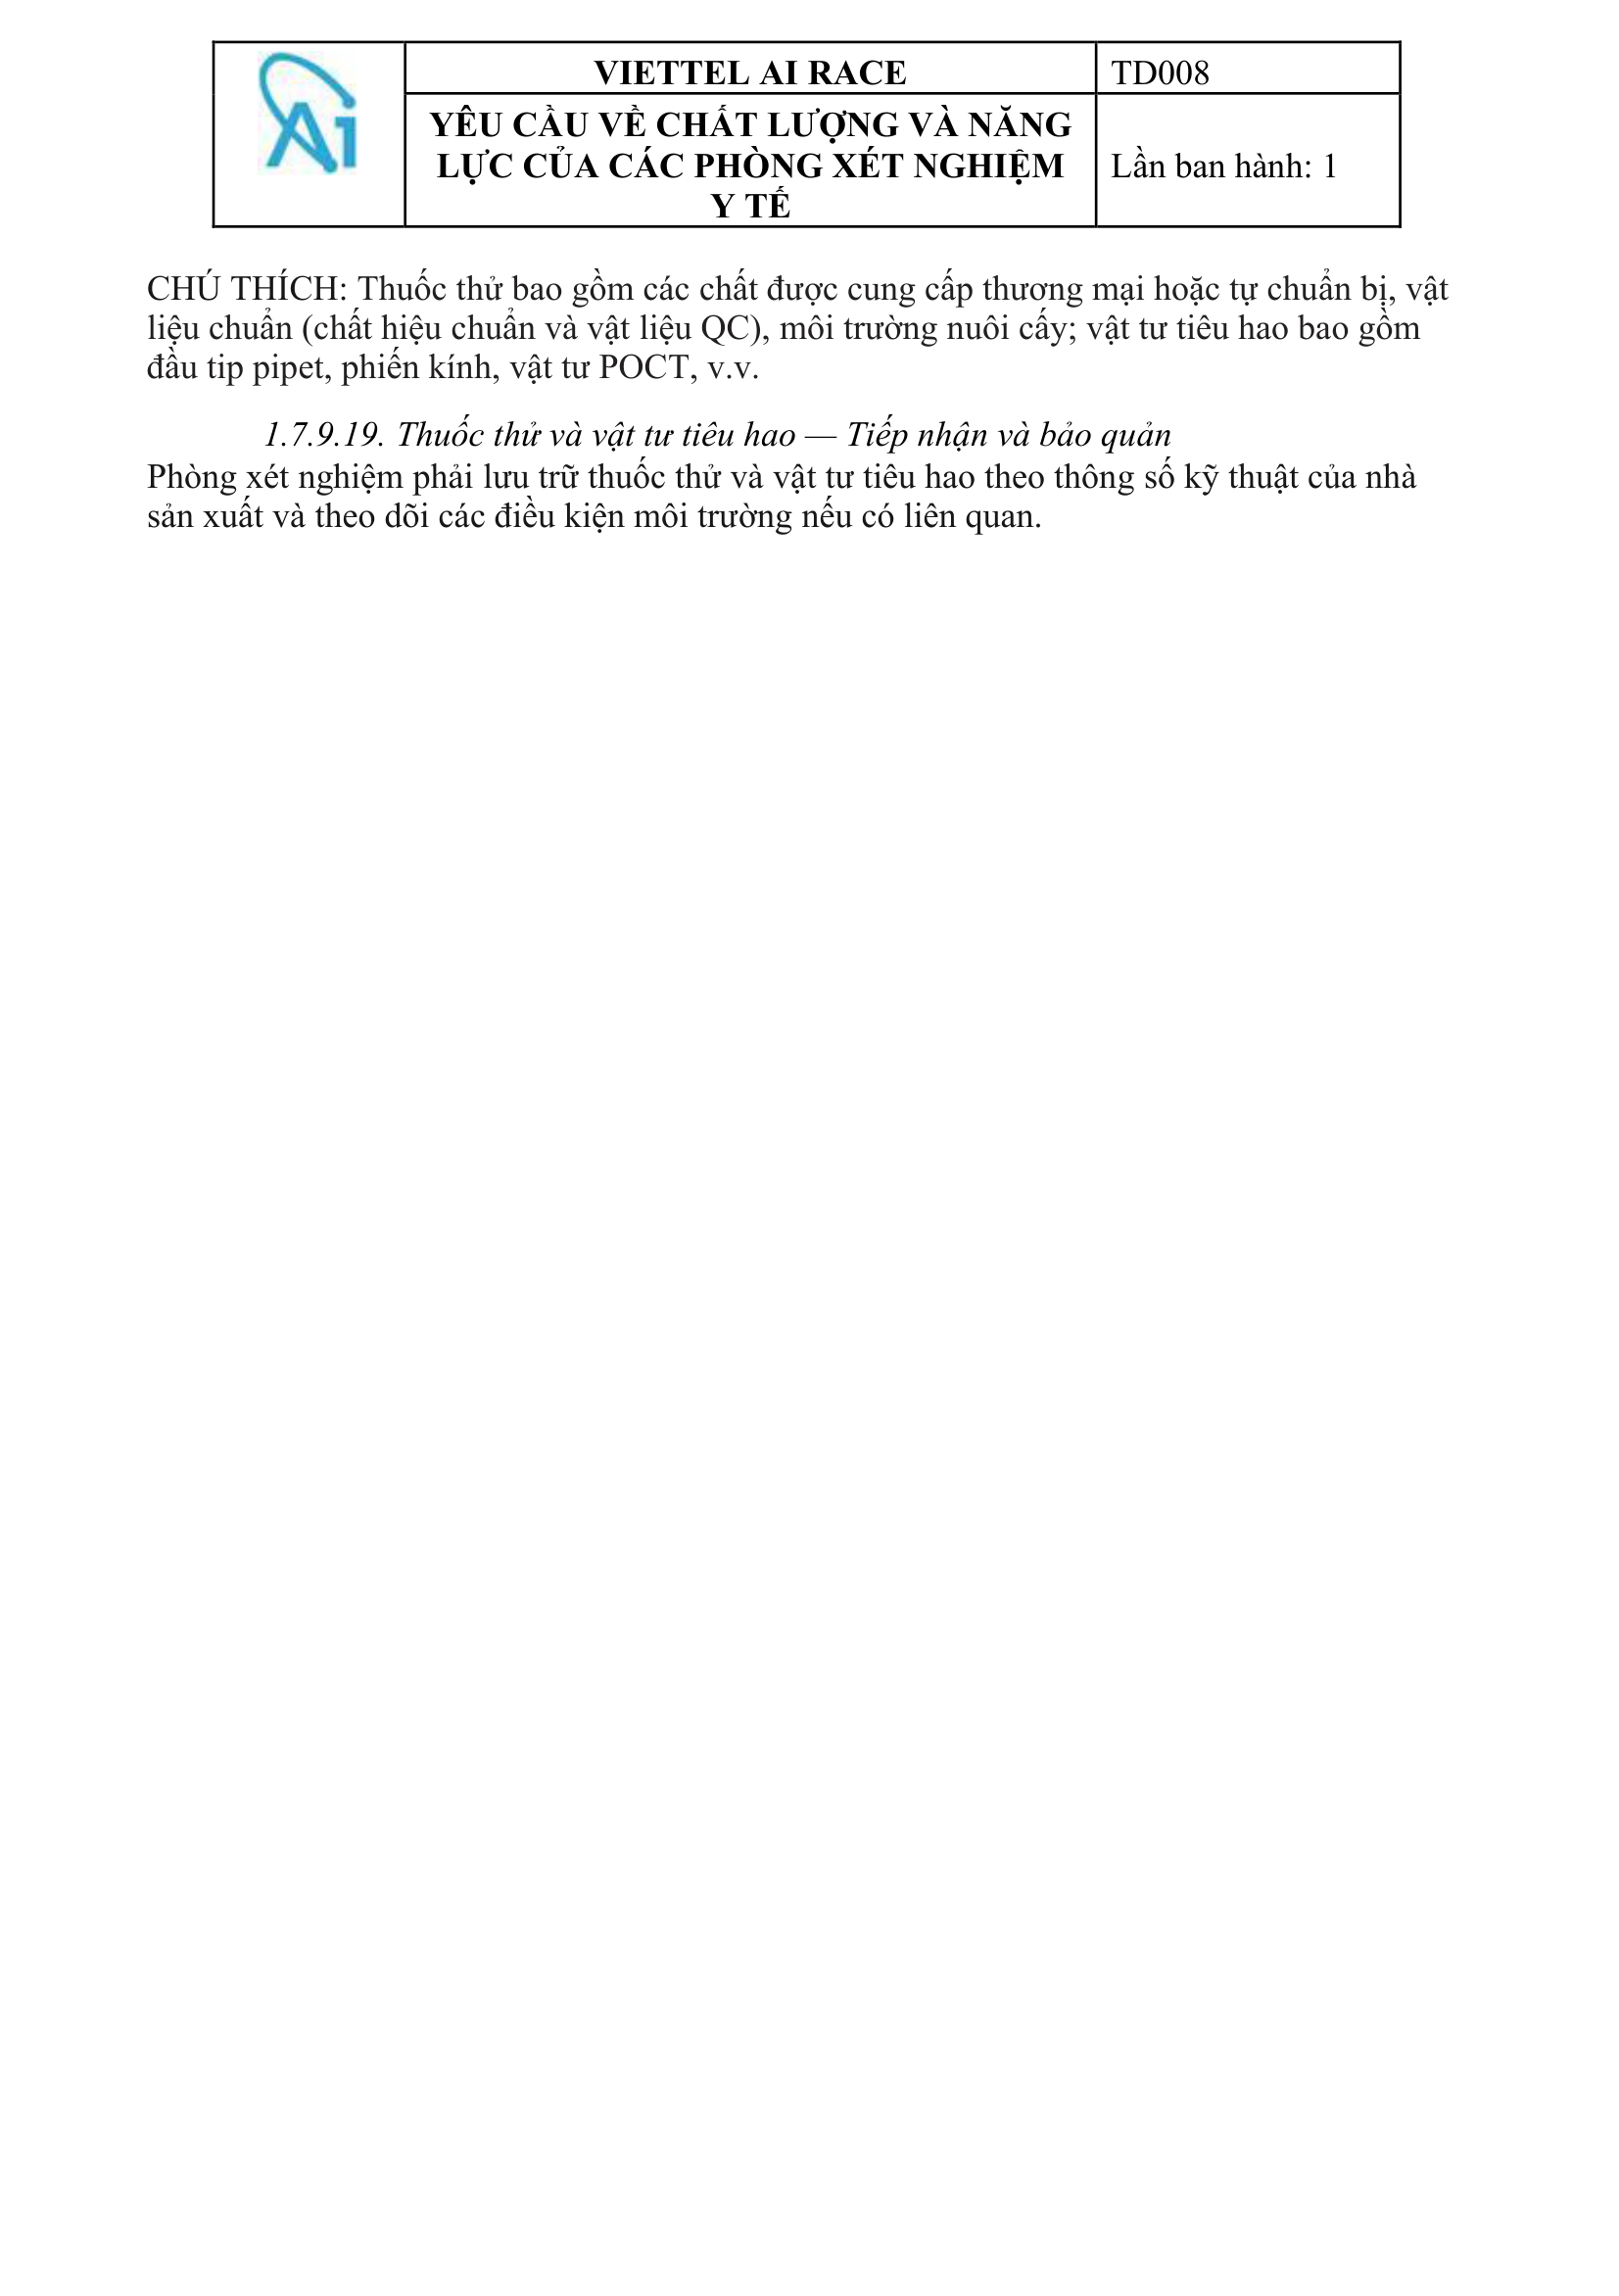 Ai
VIETTEL AI RACE
TD008
YÊU CẦU VỀ CHẤT LƯỢNG VÀ NĂNG
LỰC CỦA CÁC PHÒNG XÉT NGHIỆM
Y TẾ
Lần ban hành: 1
CHÚ THÍCH: Thuốc thử bao gồm các chất được cung cấp thương mại hoặc tự chuẩn bị, vật
liệu chuẩn (chất hiệu chuẩn và vật liệu QC), môi trường nuôi cấy; vật tư tiêu hao bao gồm
đầu tip pipet, phiến kính, vật tư POCT, v.v.
1.7.9.19. Thuốc thử và vật tư tiêu hao — Tiếp nhận và bảo quản
Phòng xét nghiệm phải lưu trữ thuốc thử và vật tư tiêu hao theo thông số kỹ thuật của nhà
sản xuất và theo dõi các điều kiện môi trường nếu có liên quan.